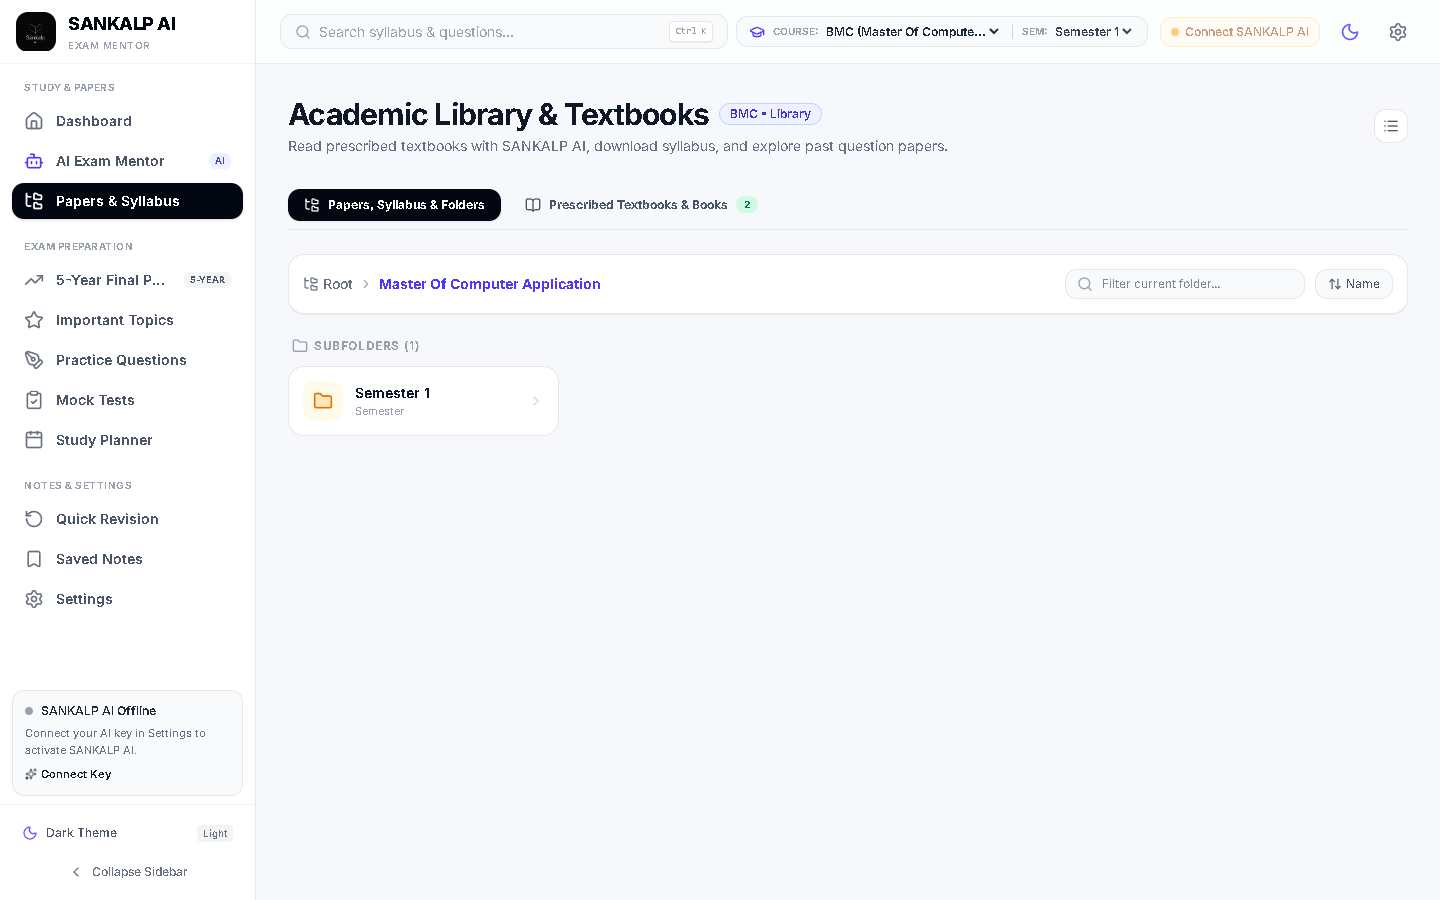 SANKALP AI
EXAM MENTOR
Search syllabus & questions...
Ctrl K
COURSE: BMC (Master Of Compute...
SEM: Semester 1
Connect SANKALP AI
STUDY & PAPERS
Dashboard
AI Exam Mentor AI
Papers & Syllabus
EXAM PREPARATION
5-Year Final P... 5-YEAR
Important Topics
Practice Questions
Mock Tests
Study Planner
NOTES & SETTINGS
Quick Revision
Saved Notes
Settings
SANKALP AI Offline
Connect your AI key in Settings to
activate SANKALP AI.
Connect Key
Dark Theme Light
Collapse Sidebar
Academic Library & Textbooks BMC • Library
Read prescribed textbooks with SANKALP AI, download syllabus, and explore past question papers.
Papers, Syllabus & Folders
Prescribed Textbooks & Books 2
Root > Master Of Computer Application
Filter current folder...
Name
SUBFOLDERS (1)
Semester 1
Semester